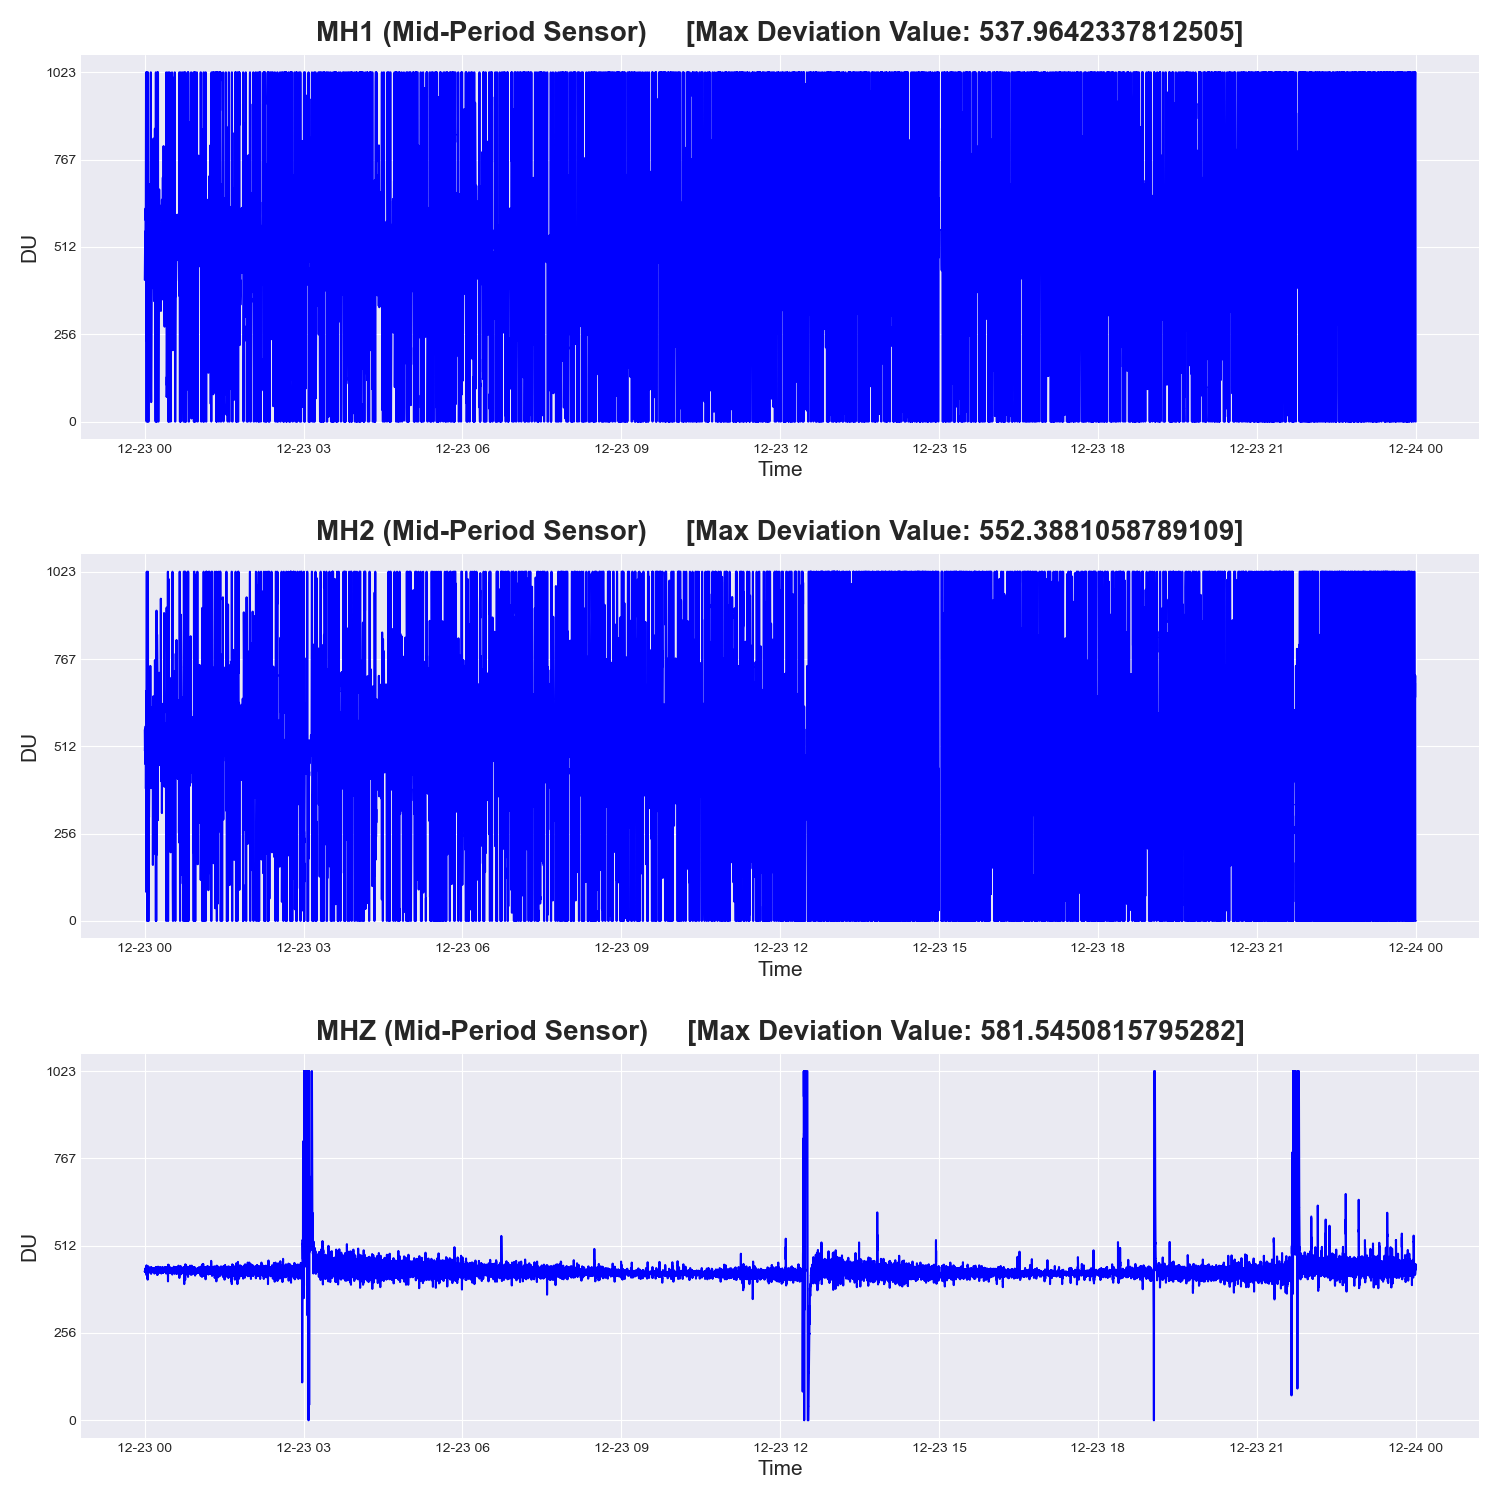 MH1 (Mid-Period Sensor) [Max Deviation Value: 537.9642337812505]
1023
767
512
256
0
DU
12-23 00 12-23 03 12-23 06 12-23 09 12-23 12 12-23 15 12-23 18 12-23 21 12-24 00
Time
MH2 (Mid-Period Sensor) [Max Deviation Value: 552.3881058789109]
1023
767
512
256
0
DU
12-23 00 12-23 03 12-23 06 12-23 09 12-23 12 12-23 15 12-23 18 12-23 21 12-24 00
Time
MHZ (Mid-Period Sensor) [Max Deviation Value: 581.5450815795282]
1023
767
512
256
0
DU
12-23 00 12-23 03 12-23 06 12-23 09 12-23 12 12-23 15 12-23 18 12-23 21 12-24 00
Time